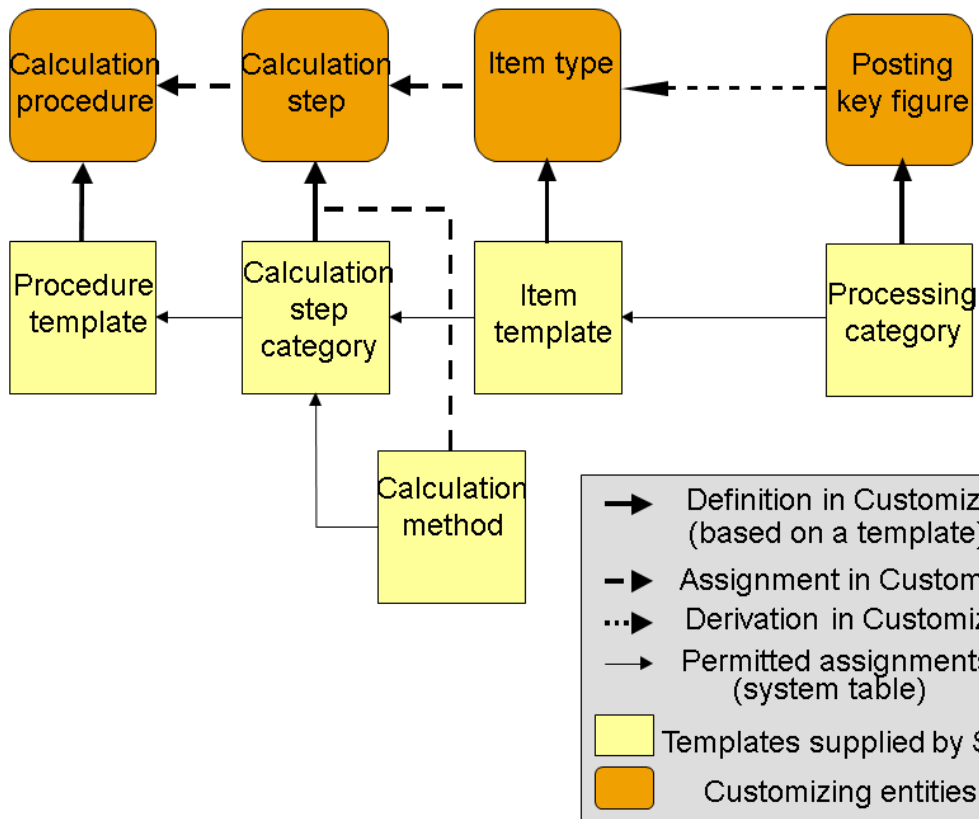 Calculation
procedure
Calculation
step
Item type
Posting
key figure
Procedure
template
Calculation
step
category
Item
template
Processing
category
Calculation
method
Definition in Customiz
(based on a template)
Assignment in Custom
Derivation in Customiz
Permitted assignments
(system table)
Templates supplied by S
Customizing entities